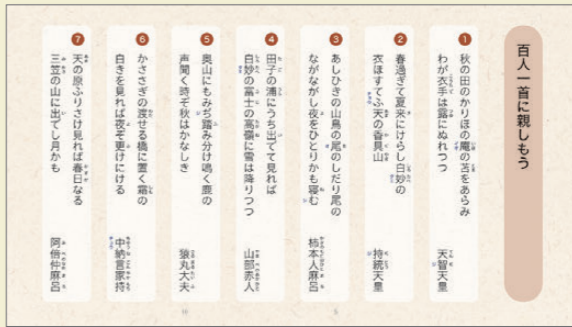 百人一首に親しもう
1
秋の田のかりほの庵の苫をあらみ
わが衣手は露にぬれつつ
天智天皇
2
春過ぎて夏来にけらし白妙の
衣ほすてふ天の香具山
持統天皇
3
あしひきの山鳥の尾のしだり尾の
ながながし夜をひとりかも寝む
柿本人麻呂
4
田子の浦にうち出でて見れば
白妙の富士の高嶺に雪は降りつつ
山部赤人
5
奥山にもみぢ踏み分け鳴く鹿の
声聞く時ぞ秋はかなしき
猿丸大夫
6
かささぎの渡せる橋に置く霜の
白きを見れば夜ぞ更けにける
中納言家持
7
天の原ふりさけ見れば春日なる
三笠の山に出でし月かも
阿倍仲麻呂